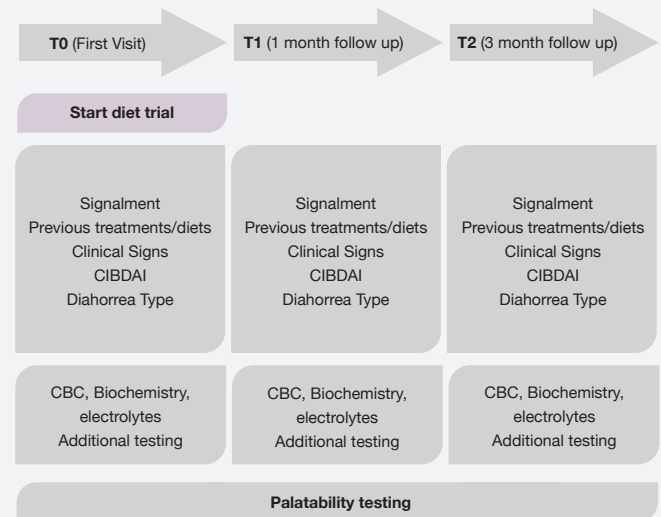 T0 (First Visit)
T1 (1 month follow up)
T2 (3 month follow up)
Start diet trial
Signalment
Previous treatments/diets
Clinical Signs
CIBDAI
Diahorrea Type
Signalment
Previous treatments/diets
Clinical Signs
CIBDAI
Diahorrea Type
Signalment
Previous treatments/diets
Clinical Signs
CIBDAI
Diahorrea Type
CBC, Biochemistry,
electrolytes
Additional testing
CBC, Biochemistry,
electrolytes
Additional testing
CBC, Biochemistry,
electrolytes
Additional testing
Palatability testing